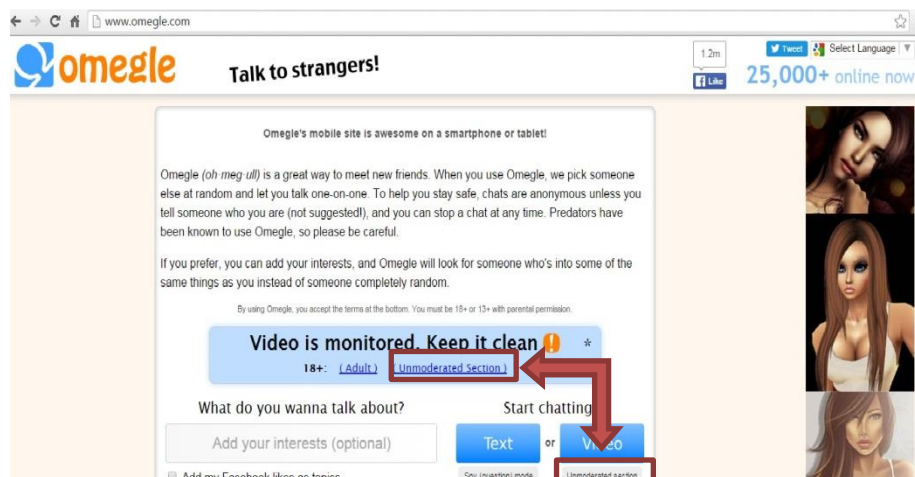 www.omegle.com
omegle
Talk to strangers!
1.2m
Like
Tweet
Select Language
25,000+ online now
Omegle's mobile site is awesome on a smartphone or tablet!
Omegle (oh·meg·ull) is a great way to meet new friends. When you use Omegle, we pick someone
else at random and let you talk one-on-one. To help you stay safe, chats are anonymous unless you
tell someone who you are (not suggested!), and you can stop a chat at any time. Predators have
been known to use Omegle, so please be careful.
If you prefer, you can add your interests, and Omegle will look for someone who's into some of the
same things as you instead of someone completely random.
By using Omegle, you accept the terms at the bottom. You must be 18+ or 13+ with parental permission.
Video is monitored. Keep it clean ! *
18+: (Adult) (Unmoderated Section)
What do you wanna talk about?
Start chatting
Add your interests (optional)
Text or Video
Add my Facebook likes as topics
Spy (question) mode
Unmoderated section